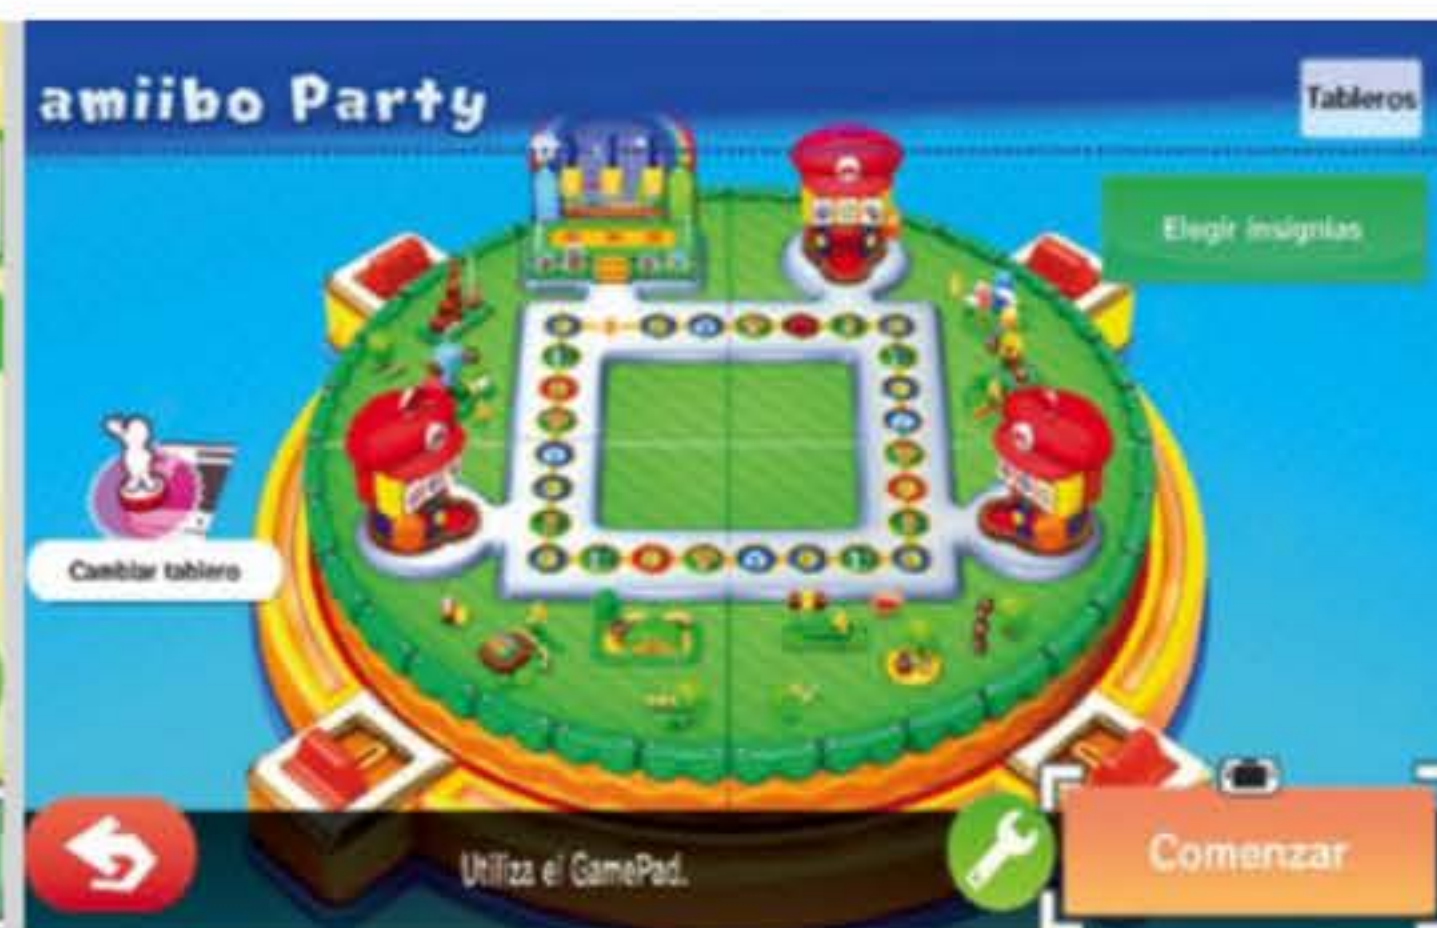 amiibo Party
Tableros
Elegir insignias
Cambiar tablero
Utiliza el GamePad.
Comenzar